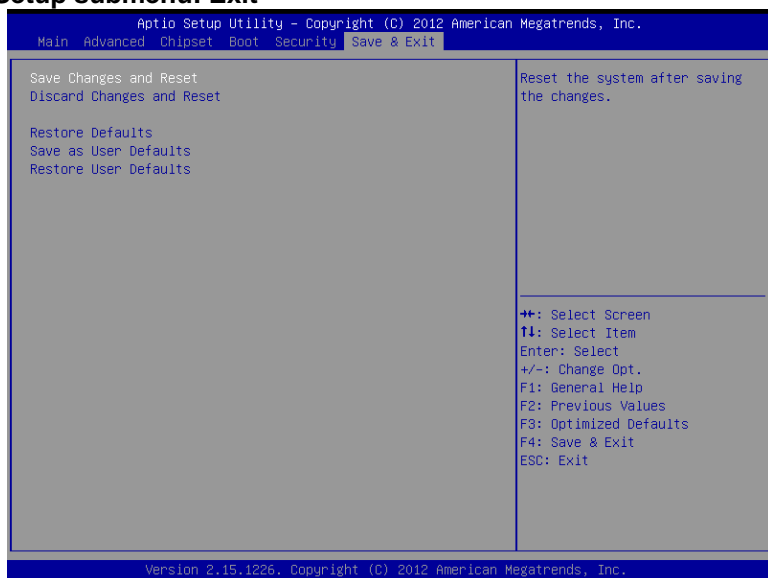 Setup submenu: Exit
Aptio Setup Utility – Copyright (C) 2012 American Megatrends, Inc.
Main Advanced Chipset Boot Security Save & Exit
Save Changes and Reset
Discard Changes and Reset
Restore Defaults
Save as User Defaults
Restore User Defaults
Reset the system after saving
the changes.
→←: Select Screen
↑↓: Select Item
Enter: Select
+/-: Change Opt.
F1: General Help
F2: Previous Values
F3: Optimized Defaults
F4: Save & Exit
ESC: Exit
Version 2.15.1226. Copyright (C) 2012 American Megatrends, Inc.